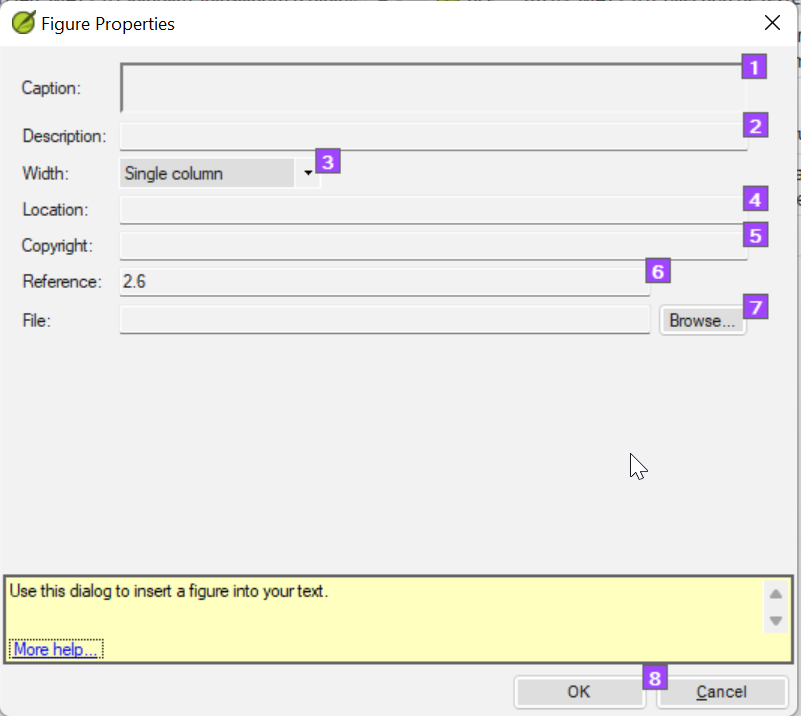 Figure Properties
Caption: 1
Description: 2
Width: Single column 3
Location: 4
Copyright: 5
Reference: 2.6 6
File: Browse... 7
Use this dialog to insert a figure into your text.
More help...
OK 8 Cancel